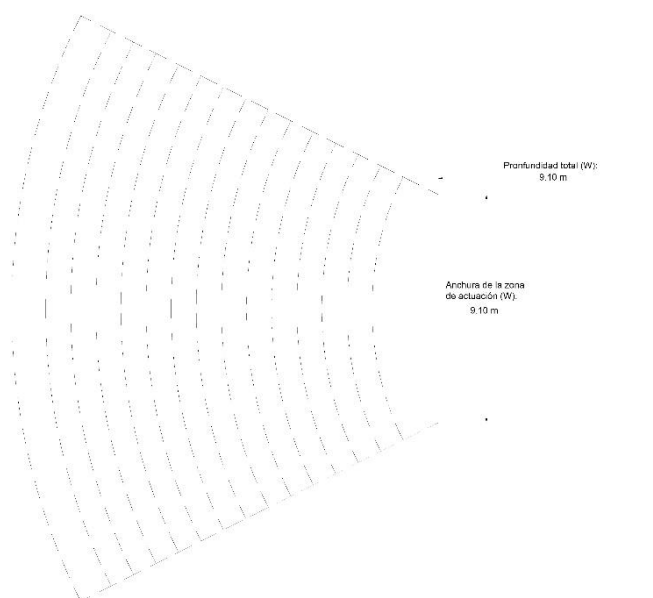 Pronfundidad total (W):
9.10 m
Anchura de la zona
de actuación (W).
9.10 m